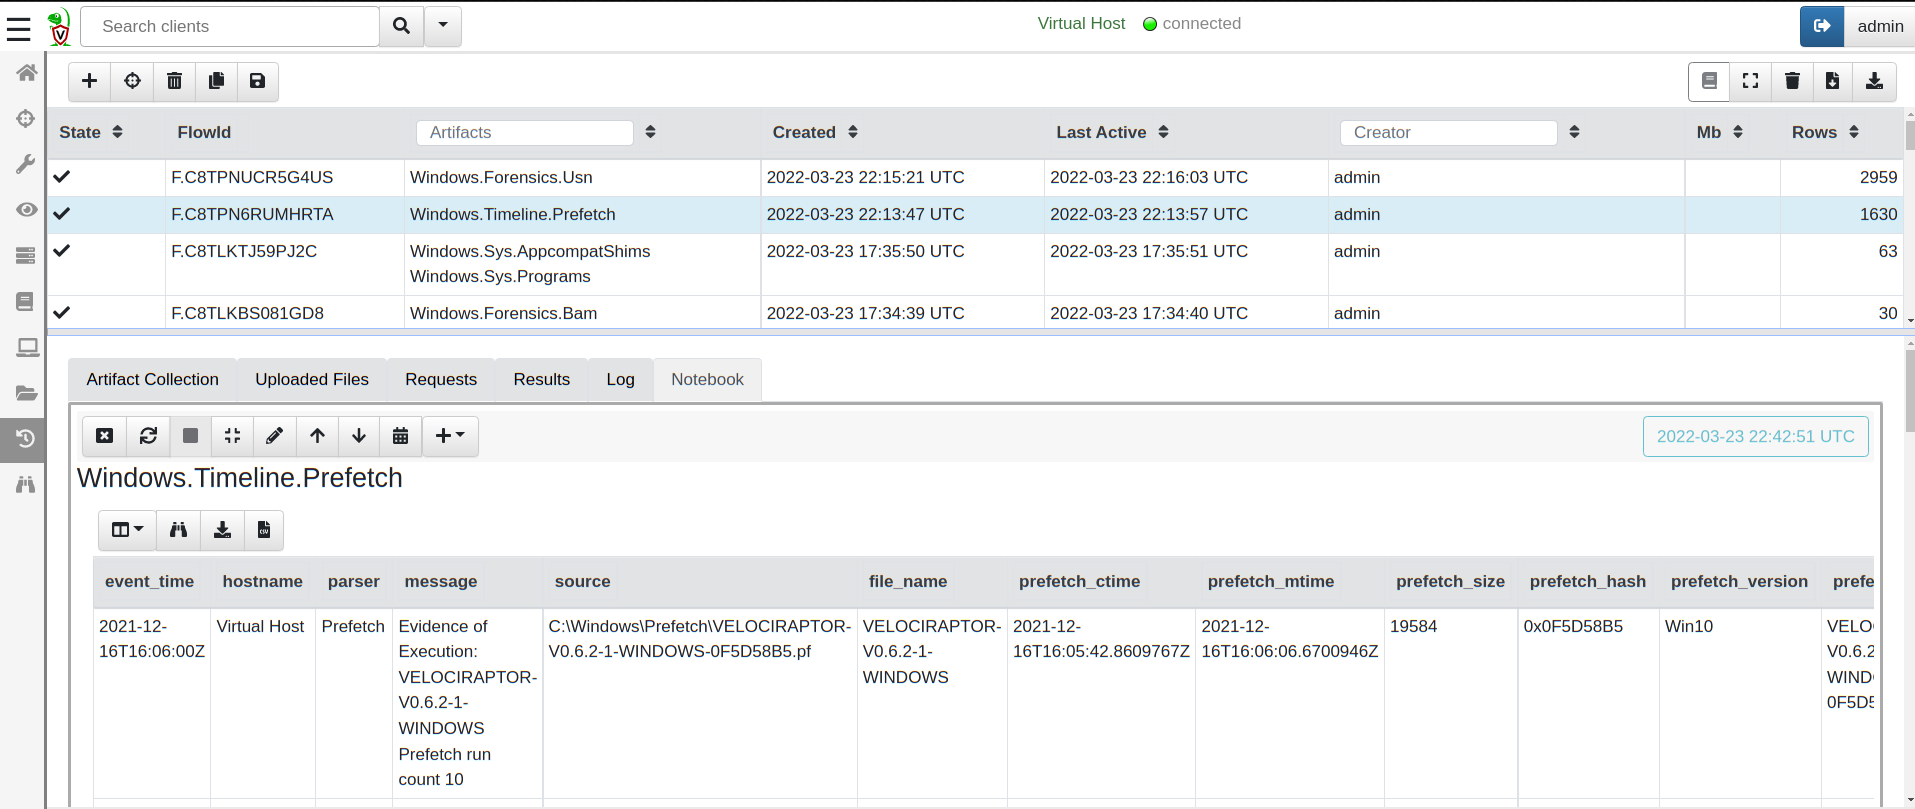 Search clients
Virtual Host connected
admin
State FlowId Artifacts Created Last Active Creator Mb Rows
F.C8TPNUCR5G4US Windows.Forensics.Usn 2022-03-23 22:15:21 UTC 2022-03-23 22:16:03 UTC admin 2959
F.C8TPN6RUMHRTA Windows.Timeline.Prefetch 2022-03-23 22:13:47 UTC 2022-03-23 22:13:57 UTC admin 1630
F.C8TLKTJ59PJ2C Windows.Sys.AppcompatShims 2022-03-23 17:35:50 UTC 2022-03-23 17:35:51 UTC admin 63
Windows.Sys.Programs
F.C8TLKBS081GD8 Windows.Forensics.Bam 2022-03-23 17:34:39 UTC 2022-03-23 17:34:40 UTC admin 30
Artifact Collection Uploaded Files Requests Results Log Notebook
2022-03-23 22:42:51 UTC
Windows.Timeline.Prefetch
event_time hostname parser message source file_name prefetch_ctime prefetch_mtime prefetch_size prefetch_hash prefetch_version prefe
2021-12- Virtual Host Prefetch Evidence of C:\Windows\Prefetch\VELOCIRAPTOR- VELOCIRAPTOR- 2021-12- 2021-12- 19584 0x0F5D58B5 Win10 VELO
16T16:06:00Z Execution: V0.6.2-1-WINDOWS-0F5D58B5.pf V0.6.2-1- 16T16:05:42.8609767Z 16T16:06:06.6700946Z V0.6.2
VELOCIRAPTOR- WINDOWS WIND
V0.6.2-1- 0F5D5
WINDOWS
Prefetch run
count 10